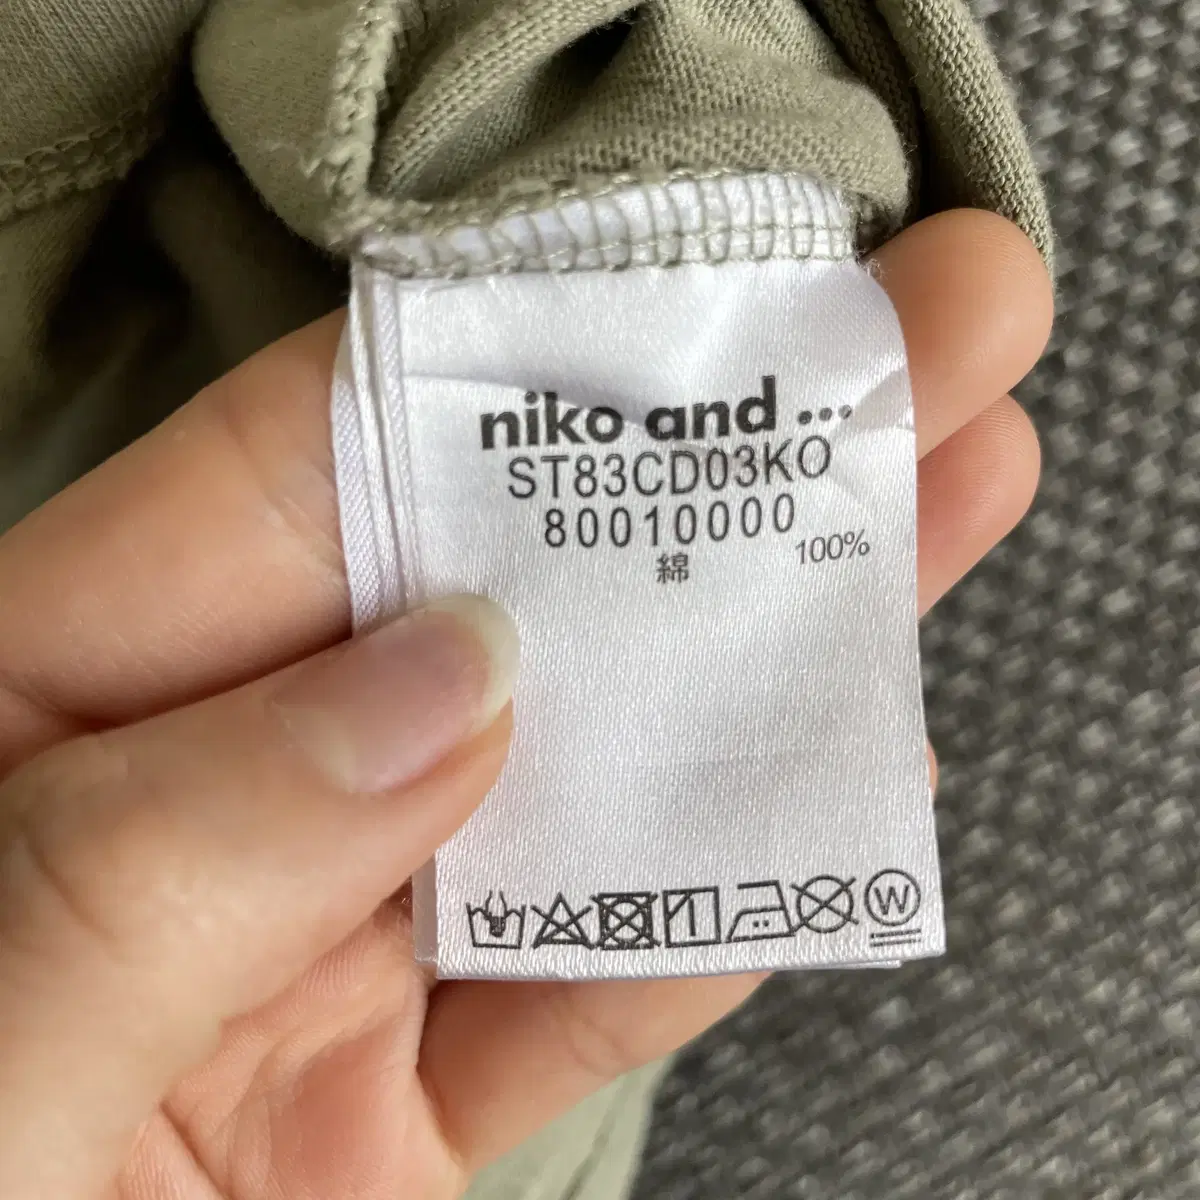 niko and ...
ST83CD03KO
80010000
綿 100%
W